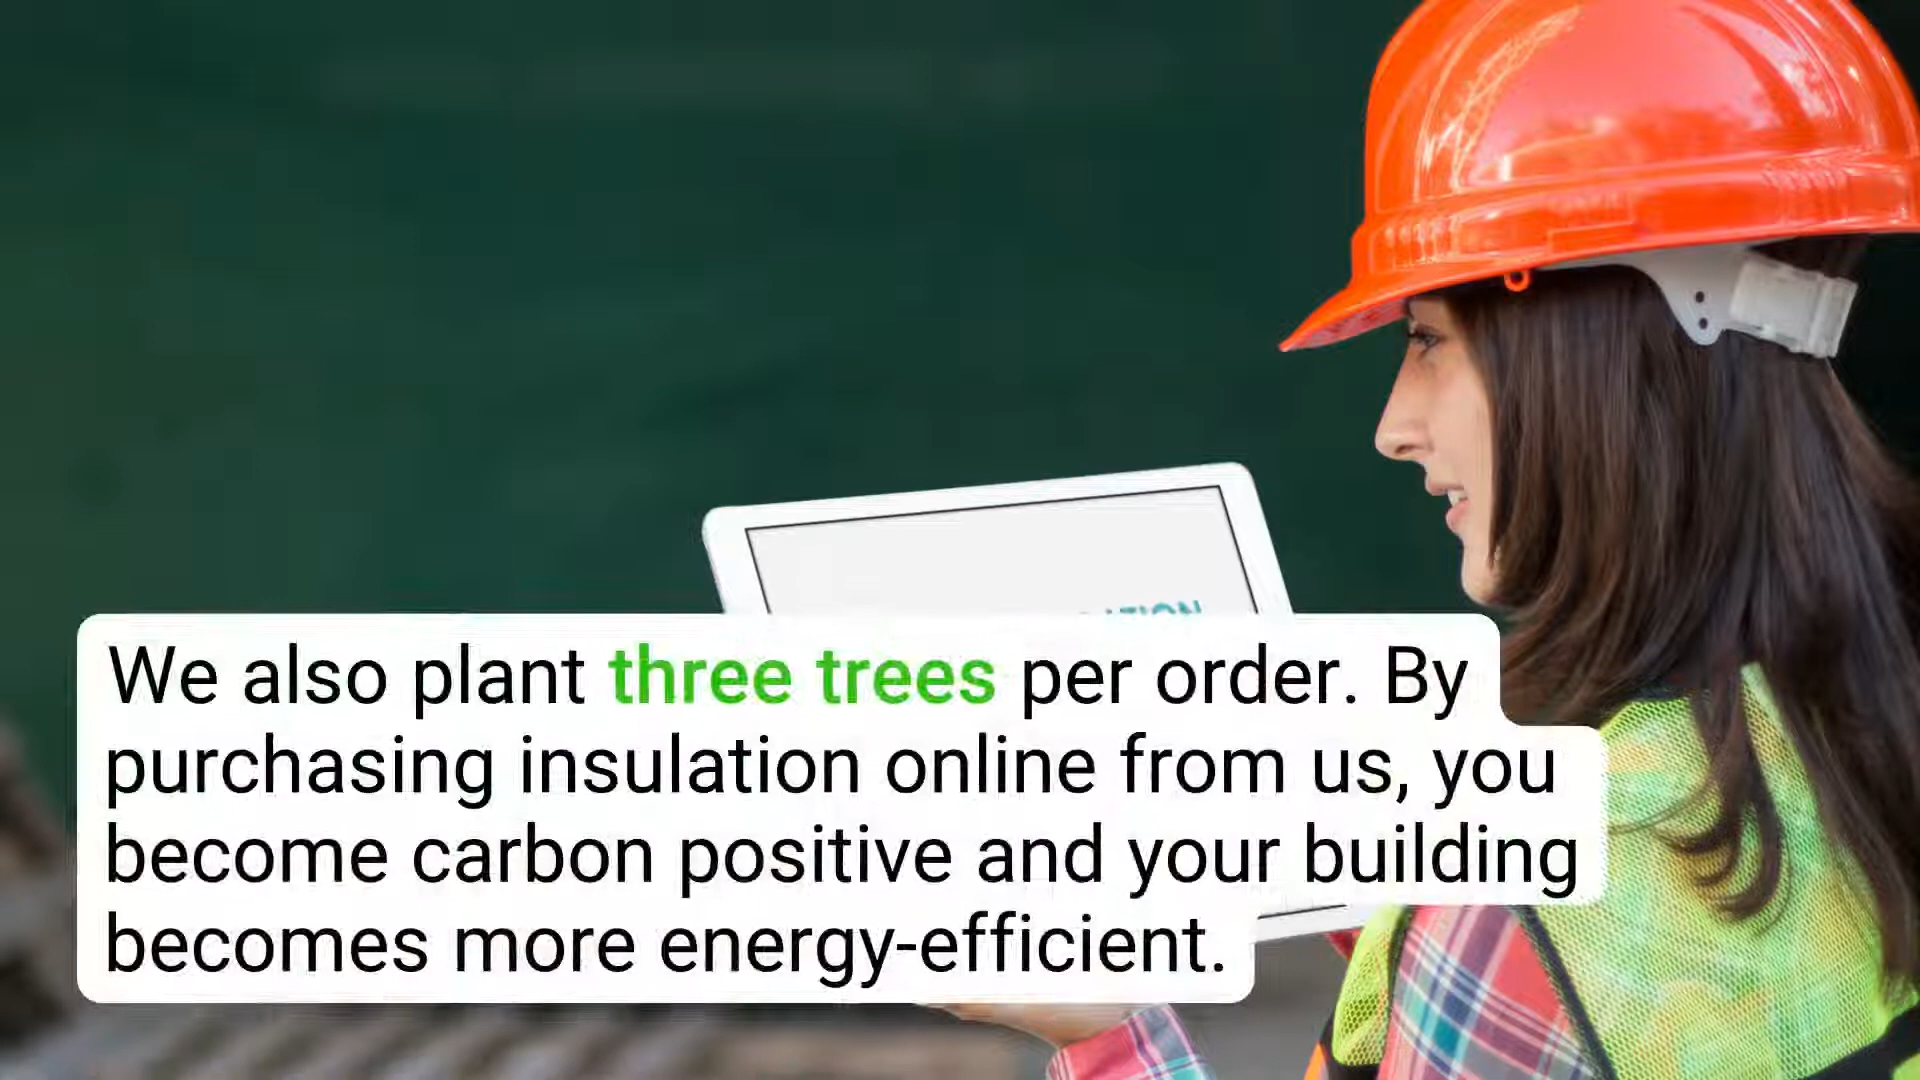 We also plant three trees per order. By
purchasing insulation online from us, you
become carbon positive and your building
becomes more energy-efficient.